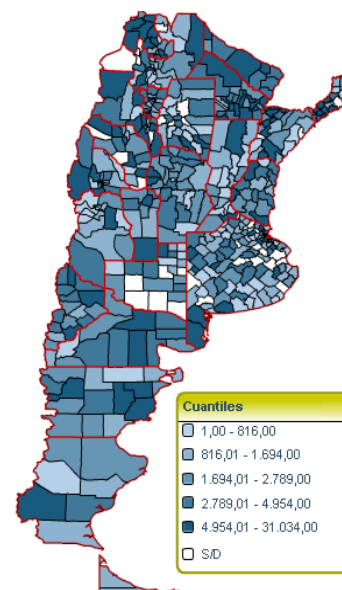 Cuantiles
1,00 - 816,00
816,01 - 1.694,00
1.694,01 - 2.789,00
2.789,01 - 4.954,00
4.954,01 - 31.034,00
S/D